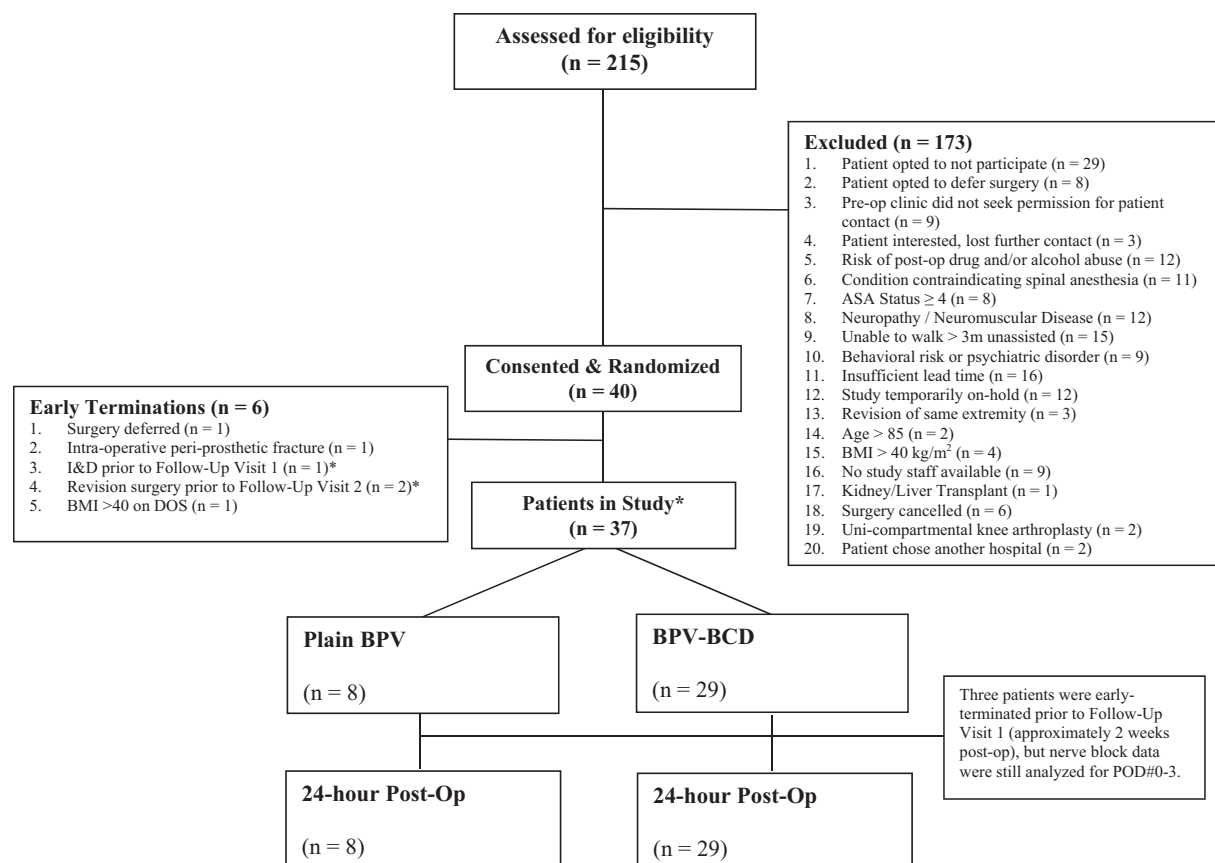 Assessed for eligibility
(n = 215)
Excluded (n = 173)
1. Patient opted to not participate (n = 29)
2. Patient opted to defer surgery (n = 8)
3. Pre-op clinic did not seek permission for patient
contact (n = 9)
4. Patient interested, lost further contact (n = 3)
5. Risk of post-op drug and/or alcohol abuse (n = 12)
6. Condition contraindicating spinal anesthesia (n = 11)
7. ASA Status ≥ 4 (n = 8)
8. Neuropathy / Neuromuscular Disease (n = 12)
9. Unable to walk > 3m unassisted (n = 15)
10. Behavioral risk or psychiatric disorder (n = 9)
11. Insufficient lead time (n = 16)
12. Study temporarily on-hold (n = 12)
13. Revision of same extremity (n = 3)
14. Age > 85 (n = 2)
15. BMI > 40 kg/m² (n = 4)
16. No study staff available (n = 9)
17. Kidney/Liver Transplant (n = 1)
18. Surgery cancelled (n = 6)
19. Uni-compartmental knee arthroplasty (n = 2)
20. Patient chose another hospital (n = 2)
Consented & Randomized
(n = 40)
Early Terminations (n = 6)
1. Surgery deferred (n = 1)
2. Intra-operative peri-prosthetic fracture (n = 1)
3. I&D prior to Follow-Up Visit 1 (n = 1)*
4. Revision surgery prior to Follow-Up Visit 2 (n = 2)*
5. BMI >40 on DOS (n = 1)
Patients in Study*
(n = 37)
Plain BPV
(n = 8)
BPV-BCD
(n = 29)
Three patients were early-
terminated prior to Follow-Up
Visit 1 (approximately 2 weeks
post-op), but nerve block data
were still analyzed for POD#0-3.
24-hour Post-Op
(n = 8)
24-hour Post-Op
(n = 29)